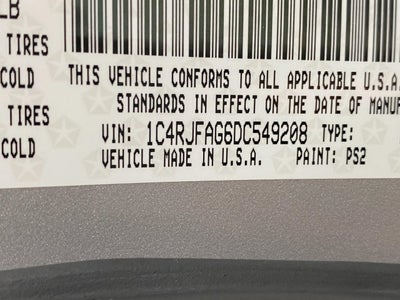 LB
TIRES
COLD
TIRES
COLD
THIS VEHICLE CONFORMS TO ALL APPLICABLE U.S.A.
STANDARDS IN EFFECT ON THE DATE OF MANUF
VIN: 1C4RJFAG6DC549208 TYPE:
VEHICLE MADE IN U.S.A. PAINT: PS2